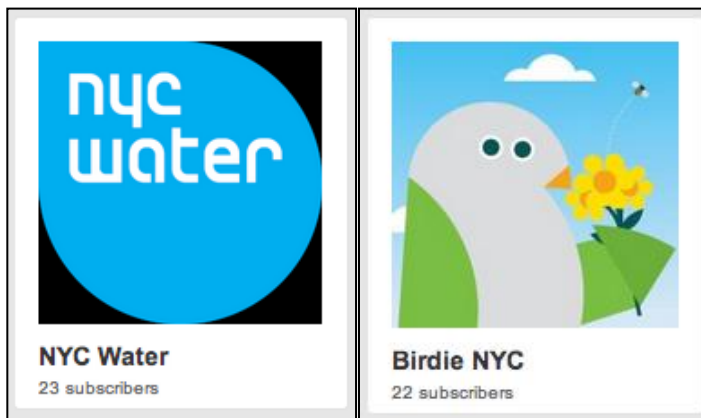 nyc
water
NYC Water
23 subscribers
Birdie NYC
22 subscribers